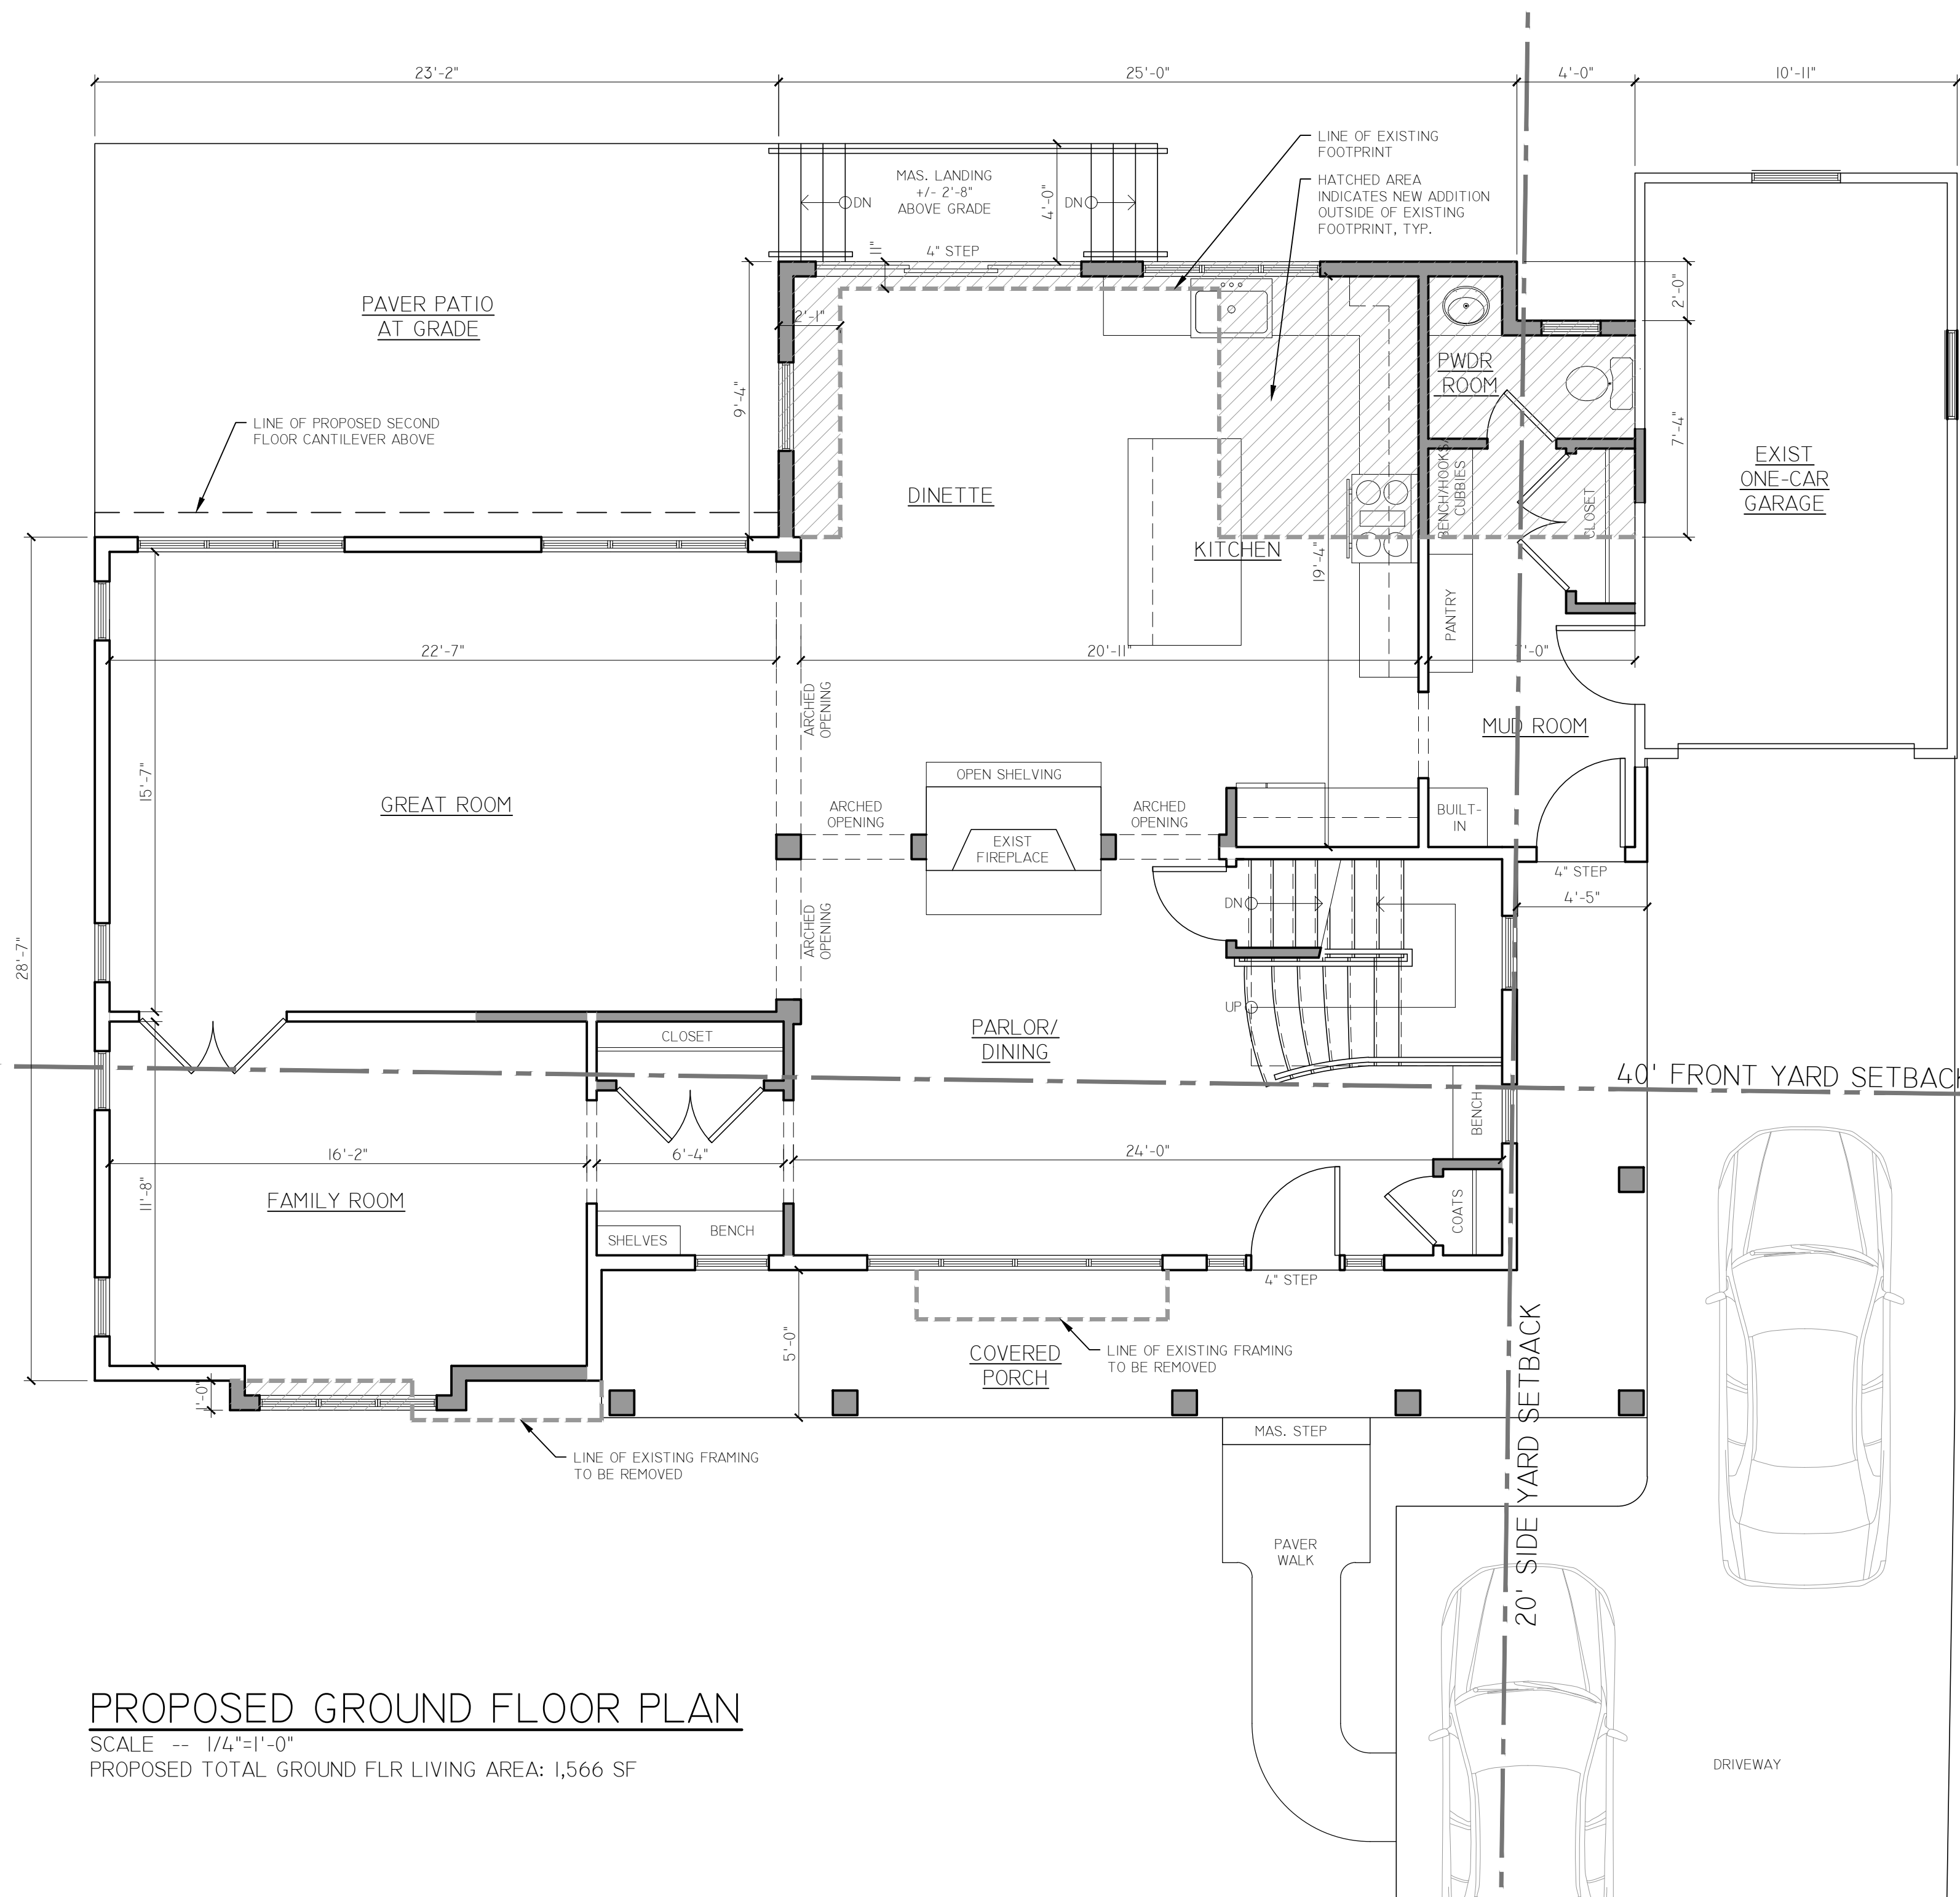 23'-2"
25'-0"
4'-0"
10'-11"
LINE OF EXISTING
FOOTPRINT
HATCHED AREA
INDICATES NEW ADDITION
OUTSIDE OF EXISTING
FOOTPRINT, TYP.
MAS. LANDING
+/- 2'-8"
ABOVE GRADE
DN
DN
4'-0"
11"
4" STEP
2'-0"
PAVER PATIO
AT GRADE
2'-1"
9'-4"
PWDR
ROOM
7'-4"
LINE OF PROPOSED SECOND
FLOOR CANTILEVER ABOVE
EXIST
ONE-CAR
GARAGE
DINETTE
BENCH/HOOKS/
CUBBIES
CLOSET
KITCHEN
19'-4"
PANTRY
22'-7"
20'-11"
'-0"
ARCHED
OPENING
MUD ROOM
15'-7"
GREAT ROOM
OPEN SHELVING
ARCHED
OPENING
ARCHED
OPENING
BUILT-
IN
EXIST
FIREPLACE
4" STEP
4'-5"
DN
ARCHED
OPENING
28'-7"
UP
PARLOR/
DINING
CLOSET
40' FRONT YARD SETBACK
BENCH
16'-2"
6'-4"
24'-0"
11'-8"
FAMILY ROOM
COATS
SHELVES
BENCH
4" STEP
5'-0"
COVERED
PORCH
LINE OF EXISTING FRAMING
TO BE REMOVED
1'-0"
20' SIDE YARD SETBACK
MAS. STEP
LINE OF EXISTING FRAMING
TO BE REMOVED
PAVER
WALK
PROPOSED GROUND FLOOR PLAN
SCALE -- 1/4"=1'-0"
PROPOSED TOTAL GROUND FLR LIVING AREA: 1,566 SF
DRIVEWAY